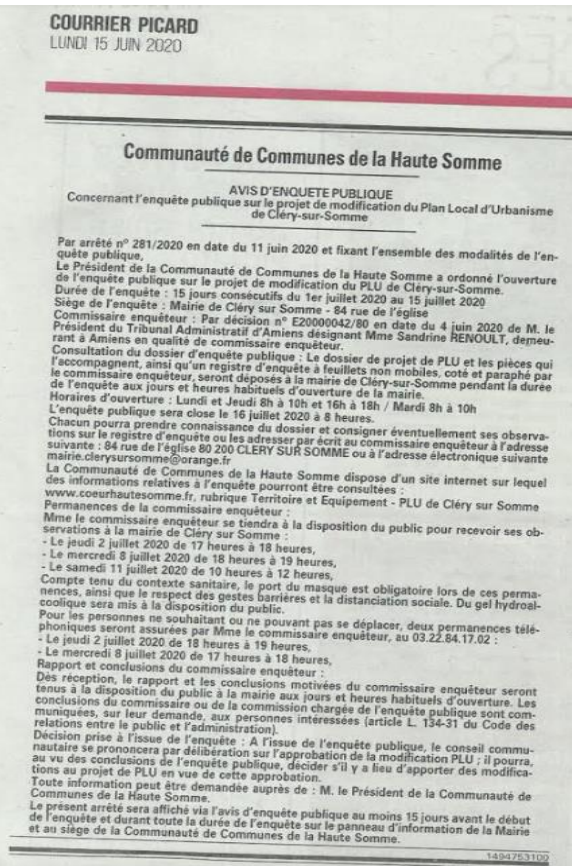 COURRIER PICARD
LUNDI 15 JUIN 2020
Communauté de Communes de la Haute Somme
AVIS D'ENQUETE PUBLIQUE
Concernant l'enquête publique sur le projet de modification du Plan Local d'Urbanisme
de Cléry-sur-Somme
Par arrêté n° 281/2020 en date du 11 juin 2020 et fixant l'ensemble des modalités de l'en-
quête publique,
Le Président de la Communauté de Communes de la Haute Somme a ordonné l'ouverture
de l'enquête publique sur le projet de modification du PLU de Cléry-sur-Somme.
Durée de l'enquête : 15 jours consécutifs du 1er juillet 2020 au 15 juillet 2020
Siège de l'enquête : Mairie de Cléry sur Somme - 84 rue de l'église
Commissaire enquêteur : Par décision n° E20000042/80 en date du 4 juin 2020 de M. le
Président du Tribunal Administratif d'Amiens désignant Mme Sandrine RENOULT, demeu-
rant à Amiens en qualité de commissaire enquêteur.
Consultation du dossier d'enquête publique : Le dossier de projet de PLU et les pièces qui
l'accompagnent, ainsi qu'un registre d'enquête à feuillets non mobiles, coté et paraphé par
le commissaire enquêteur, seront déposés à la mairie de Cléry-sur-Somme pendant la durée
de l'enquête aux jours et heures habituels d'ouverture de la mairie.
Horaires d'ouverture : Lundi et Jeudi 8h à 10h et 16h à 18h / Mardi 8h à 10h
L'enquête publique sera close le 16 juillet 2020 à 8 heures.
Chacun pourra prendre connaissance du dossier et consigner éventuellement ses observa-
tions sur le registre d'enquête ou les adresser par écrit au commissaire enquêteur à l'adresse
suivante : 84 rue de l'église 80 200 CLERY SUR SOMME ou à l'adresse électronique suivante
mairie.clerysursomme@orange.fr
La Communauté de Communes de la Haute Somme dispose d'un site internet sur lequel
des informations relatives à l'enquête pourront être consultées :
www.coeurhautesomme.fr, rubrique Territoire et Equipement - PLU de Cléry sur Somme
Permanences de la commissaire enquêteur :
Mme le commissaire enquêteur se tiendra à la disposition du public pour recevoir ses ob-
servations à la mairie de Cléry sur Somme :
- Le jeudi 2 juillet 2020 de 17 heures à 18 heures,
- Le mercredi 8 juillet 2020 de 18 heures à 19 heures,
- Le samedi 11 juillet 2020 de 10 heures à 12 heures,
Compte tenu du contexte sanitaire, le port du masque est obligatoire lors de ces perma-
nences, ainsi que le respect des gestes barrières et la distanciation sociale. Du gel hydroal-
coolique sera mis à la disposition du public.
Pour les personnes ne souhaitant ou ne pouvant pas se déplacer, deux permanences télé-
phoniques seront assurées par Mme le commissaire enquêteur, au 03.22.84.17.02 :
- Le jeudi 2 juillet 2020 de 18 heures à 19 heures,
- Le mercredi 8 juillet 2020 de 17 heures à 18 heures,
Rapport et conclusions du commissaire enquêteur :
Dès réception, le rapport et les conclusions motivées du commissaire enquêteur seront
tenus à la disposition du public à la mairie aux jours et heures habituels d'ouverture. Les
conclusions du commissaire ou de la commission chargée de l'enquête publique sont com-
muniquées, sur leur demande, aux personnes intéressées (article L. 134-31 du Code des
relations entre le public et l'administration).
Décision prise à l'issue de l'enquête : A l'issue de l'enquête publique, le conseil commu-
nautaire se prononcera par délibération sur l'approbation de la modification PLU ; il pourra,
au vu des conclusions de l'enquête publique, décider s'il y a lieu d'apporter des modifica-
tions au projet de PLU en vue de cette approbation.
Toute information peut être demandée auprès de : M. le Président de la Communauté de
Communes de la Haute Somme.
Le présent arrêté sera affiché via l'avis d'enquête publique au moins 15 jours avant le début
de l'enquête et durant toute la durée de l'enquête sur le panneau d'information de la Mairie
et au siège de la Communauté de Communes de la Haute Somme.
1494753100